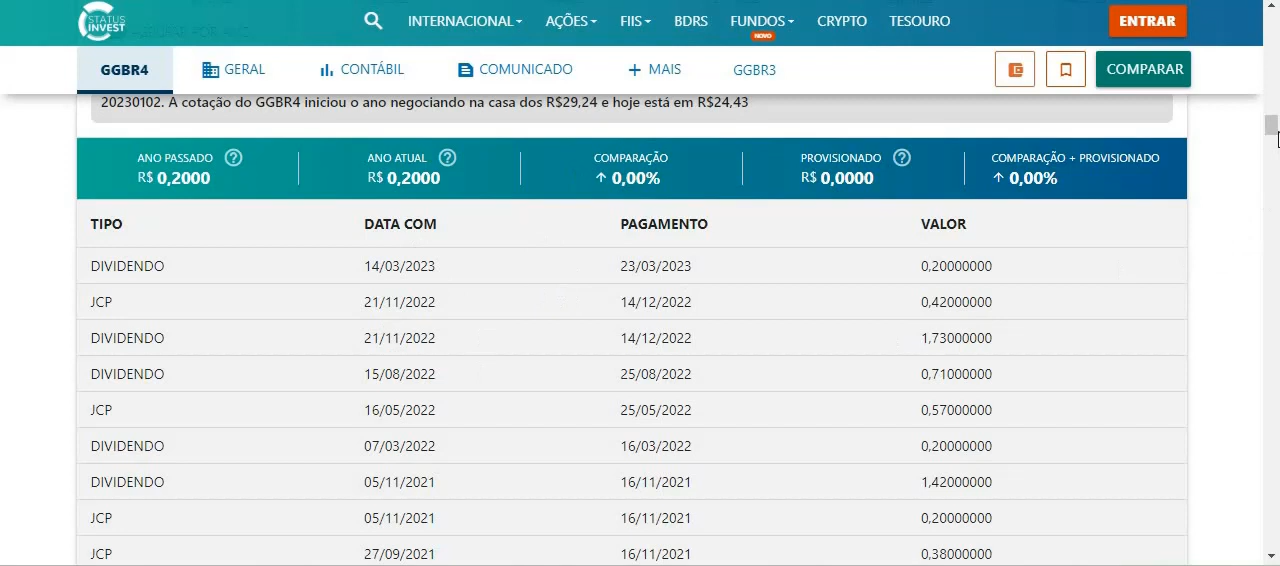 STATUS INVEST
INTERNACIONAL AÇÕES FIIS BDRS FUNDOS CRYPTO TESOURO ENTRAR
NOVO
GGBR4 GERAL CONTÁBIL COMUNICADO MAIS GGBR3 COMPARAR
20230102. A cotação do GGBR4 iniciou o ano negociando na casa dos R$29,24 e hoje está em R$24,43
ANO PASSADO ANO ATUAL COMPARAÇÃO PROVISIONADO COMPARAÇÃO + PROVISIONADO
R$ 0,2000 R$ 0,2000 ↑ 0,00% R$ 0,0000 ↑ 0,00%
TIPO DATA COM PAGAMENTO VALOR
DIVIDENDO 14/03/2023 23/03/2023 0,20000000
JCP 21/11/2022 14/12/2022 0,42000000
DIVIDENDO 21/11/2022 14/12/2022 1,73000000
DIVIDENDO 15/08/2022 25/08/2022 0,71000000
JCP 16/05/2022 25/05/2022 0,57000000
DIVIDENDO 07/03/2022 16/03/2022 0,20000000
DIVIDENDO 05/11/2021 16/11/2021 1,42000000
JCP 05/11/2021 16/11/2021 0,20000000
JCP 27/09/2021 16/11/2021 0,38000000